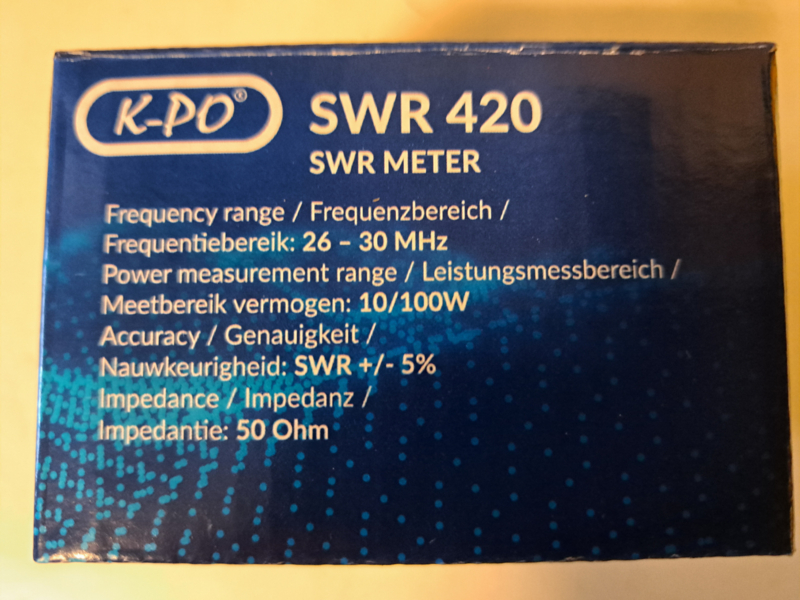 K-PO®
SWR 420
SWR METER
Frequency range / Frequenzbereich /
Frequentiebereik: 26 – 30 MHz
Power measurement range / Leistungsmessbereich /
Meetbereik vermogen: 10/100W
Accuracy / Genauigkeit /
Nauwkeurigheid: SWR +/- 5%
Impedance / Impedanz /
Impedantie: 50 Ohm